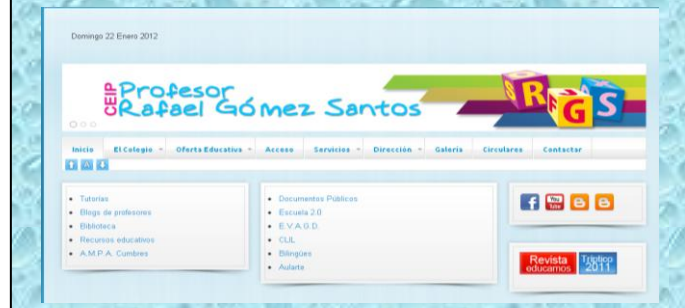 Domingo 22 Enero 2012
CEIP
Profesor
Rafael Gómez Santos
R G S
Inicio El Colegio Oferta Educativa Acceso Servicios Dirección Galería Circulares Contactar
A
Tutorías
Blogs de profesores
Biblioteca
Recursos educativos
A.M.P.A. Cumbres
Documentos Públicos
Escuela 2.0
E.V.A.G.D.
CLIL
Bilingües
Aularte
f You Tube B B
Revista
educamos
Tríptico
2011